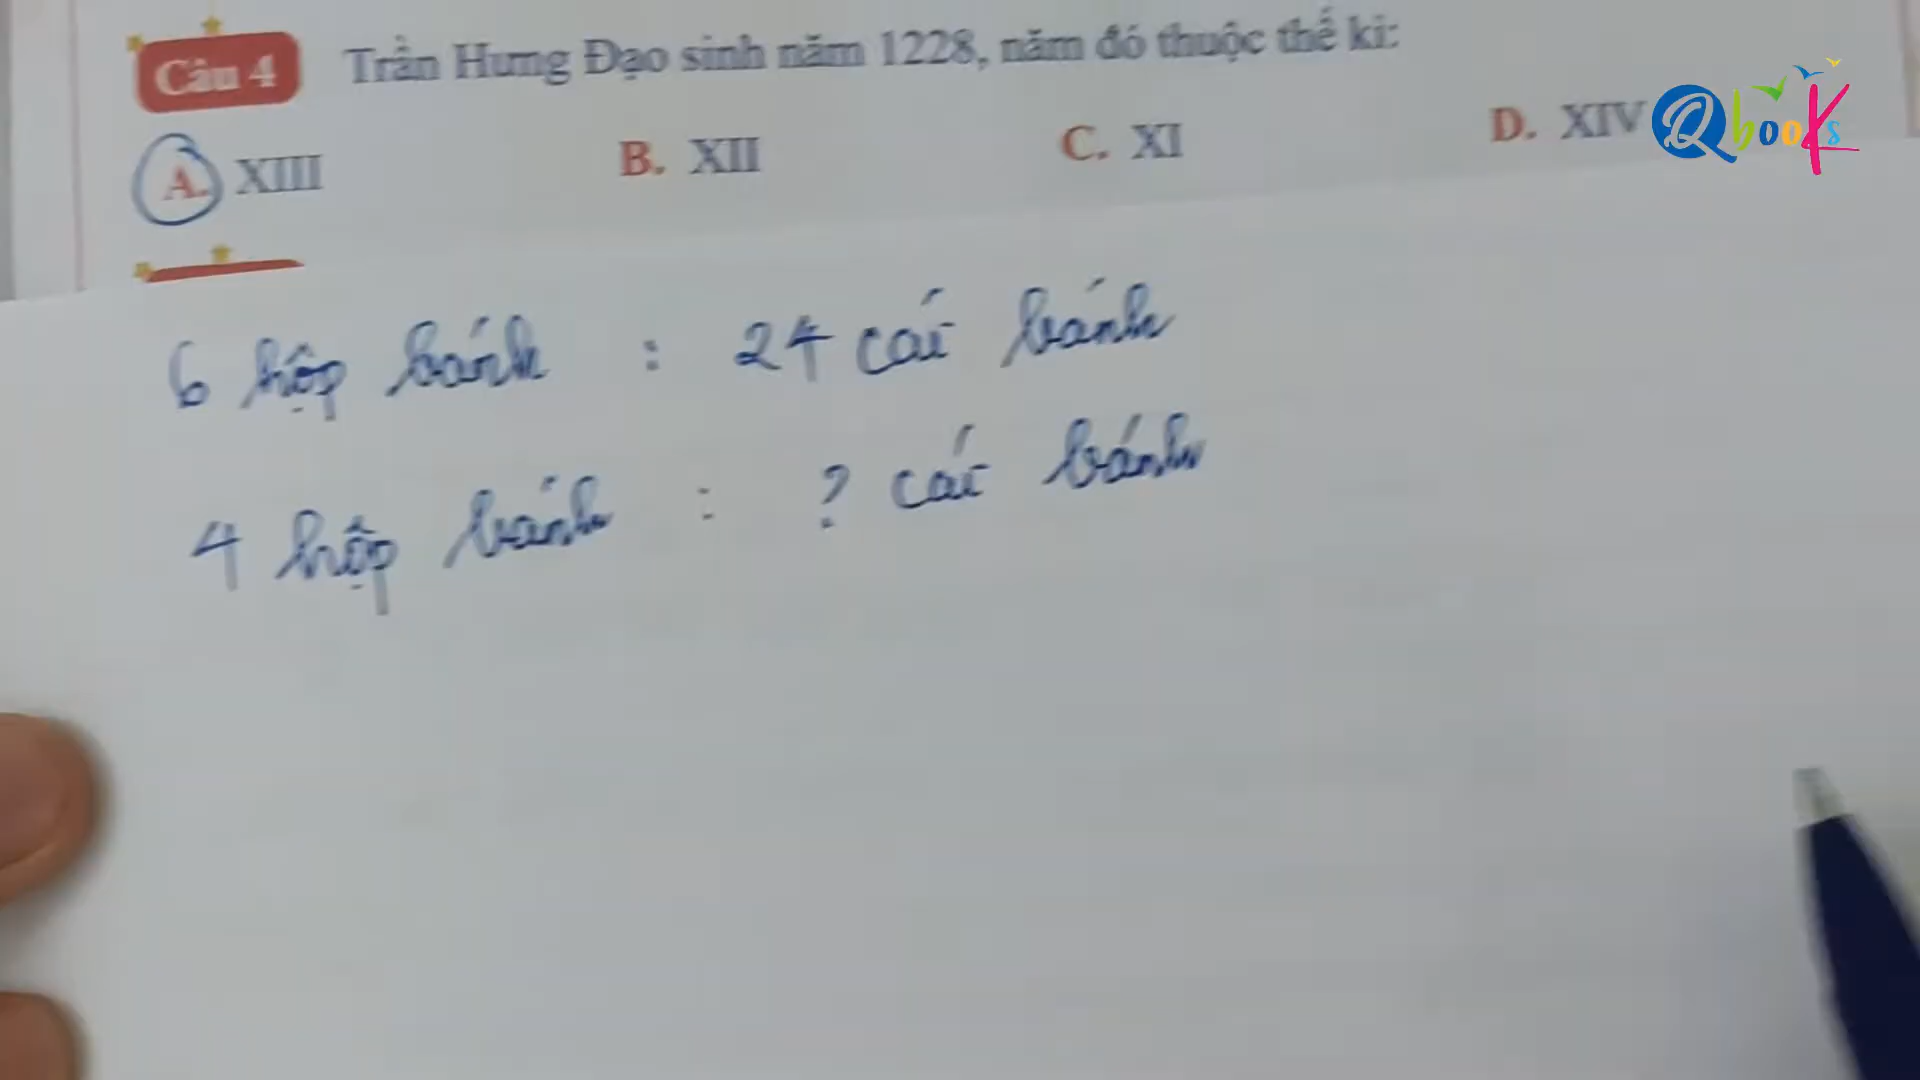 Câu 4 Trần Hưng Đạo sinh năm 1228, năm đó thuộc thế kỉ:
A. XIII B. XII C. XI D. XIV
Qbooks
6 hộp bánh : 24 cái bánh
4 hộp bánh : ? cái bánh